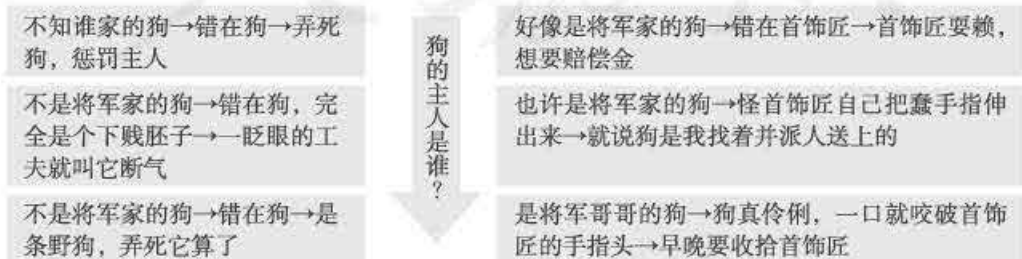 不知谁家的狗→错在狗→弄死
狗，惩罚主人
不是将军家的狗→错在狗，完
全是个下贱胚子→一眨眼的工
夫就叫它断气
不是将军家的狗→错在狗→是
条野狗，弄死它算了
狗的主人是谁？
好像是将军家的狗→错在首饰匠→首饰匠耍赖，
想要赔偿金
也许是将军家的狗→怪首饰匠自己把蠢手指伸
出来→就说狗是我找着并派人送上的
是将军哥哥的狗→狗真伶俐，一口就咬破首饰
匠的手指头→早晚要收拾首饰匠